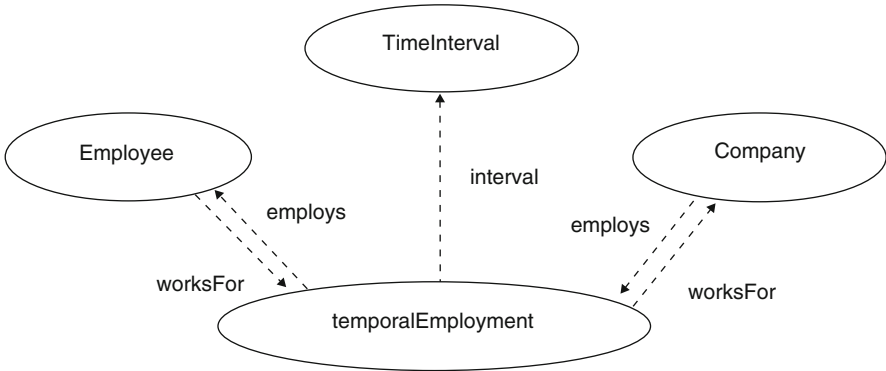 TimeInterval
Employee
Company
interval
employs
employs
worksFor
worksFor
temporalEmployment